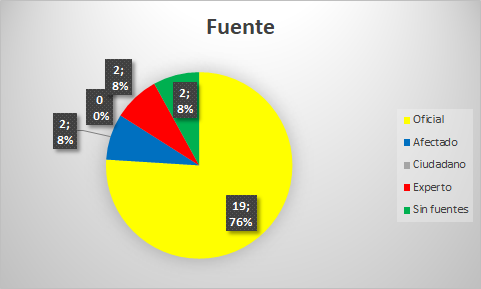 Fuente
2;
8%
0
0%
2;
8%
2;
8%
19;
76%
Oficial
Afectado
Ciudadano
Experto
Sin fuentes